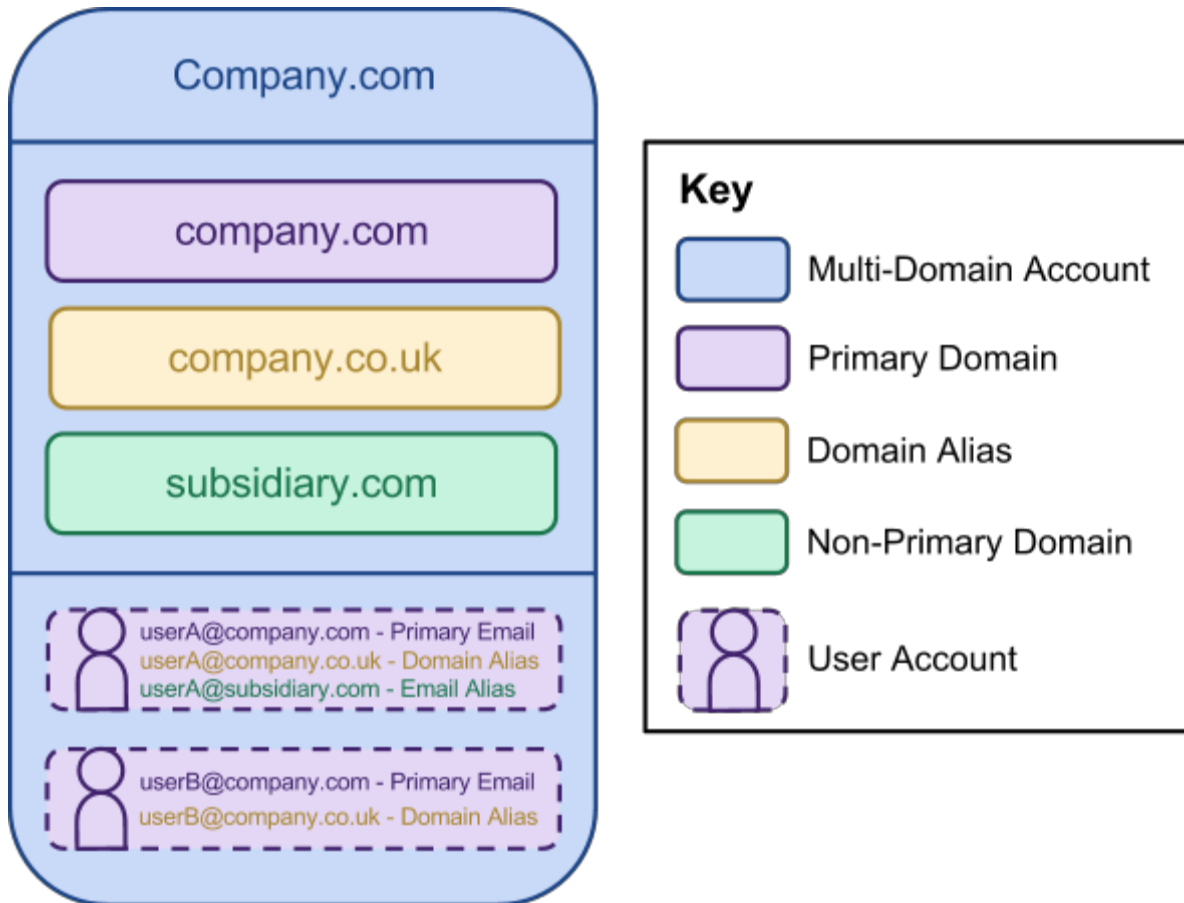 Company.com
company.com
company.co.uk
subsidiary.com
userA@company.com - Primary Email
userA@company.co.uk - Domain Alias
userA@subsidiary.com - Email Alias
userB@company.com - Primary Email
userB@company.co.uk - Domain Alias
Key
Multi-Domain Account
Primary Domain
Domain Alias
Non-Primary Domain
User Account